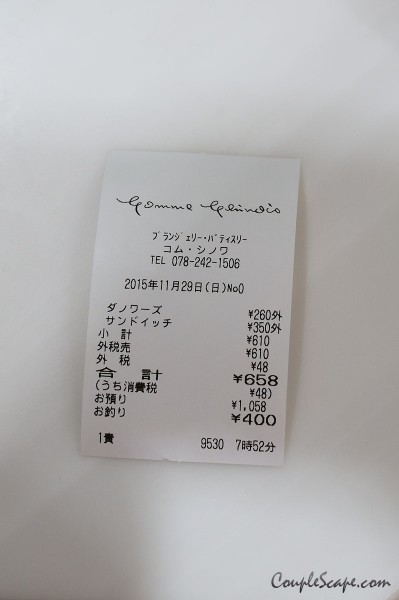 Comme Chinois
ブランジェリー・パティスリー
コム・シノワ
TEL 078-242-1506
2015年11月29日(日)No0
ダノワーズ ¥260外
サンドイッチ ¥350外
小 計 ¥610
外税売 ¥610
外 税 ¥48
合 計 ¥658
(うち消費税 ¥48)
お預り ¥1,058
お釣り ¥400
1責 9530 7時52分
CoupleScape.com